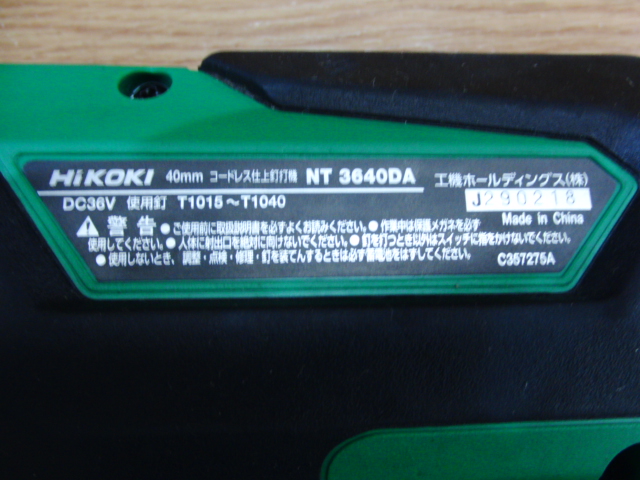 HiKOKI 40mm コードレス仕上釘打機 NT 3640DA 工機ホールディングス(株)
DC36V 使用釘 T1015～T1040 J290218
⚠警告 ●ご使用前に取扱説明書を必ずよくお読みください。●作業中は保護メガネを必ず Made in China
使用してください。●人体に射出口を絶対に向けないでください。●釘を打つとき以外はスイッチに指をかけないでください。
●使用しないとき、調整・点検・修理・釘を装てんするときは必ず蓄電池をはずしてください。 C357275A